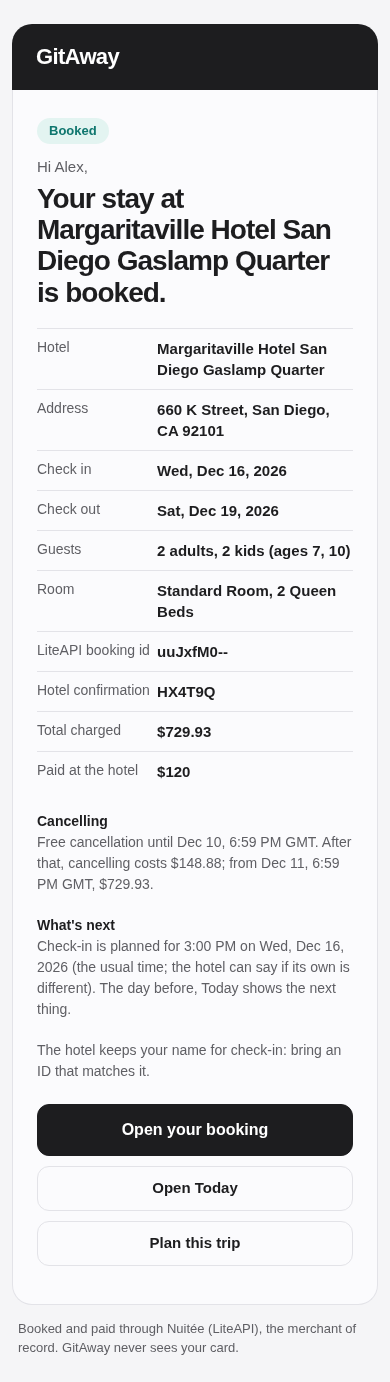 GitAway
Booked
Hi Alex,
Your stay at
Margaritaville Hotel San
Diego Gaslamp Quarter
is booked.
Hotel
Margaritaville Hotel San
Diego Gaslamp Quarter
Address
660 K Street, San Diego,
CA 92101
Check in
Wed, Dec 16, 2026
Check out
Sat, Dec 19, 2026
Guests
2 adults, 2 kids (ages 7, 10)
Room
Standard Room, 2 Queen
Beds
LiteAPI booking id
uuJxfM0--
Hotel confirmation
HX4T9Q
Total charged
$729.93
Paid at the hotel
$120
Cancelling
Free cancellation until Dec 10, 6:59 PM GMT. After
that, cancelling costs $148.88; from Dec 11, 6:59
PM GMT, $729.93.
What's next
Check-in is planned for 3:00 PM on Wed, Dec 16,
2026 (the usual time; the hotel can say if its own is
different). The day before, Today shows the next
thing.
The hotel keeps your name for check-in: bring an
ID that matches it.
Open your booking
Open Today
Plan this trip
Booked and paid through Nuitée (LiteAPI), the merchant of
record. GitAway never sees your card.